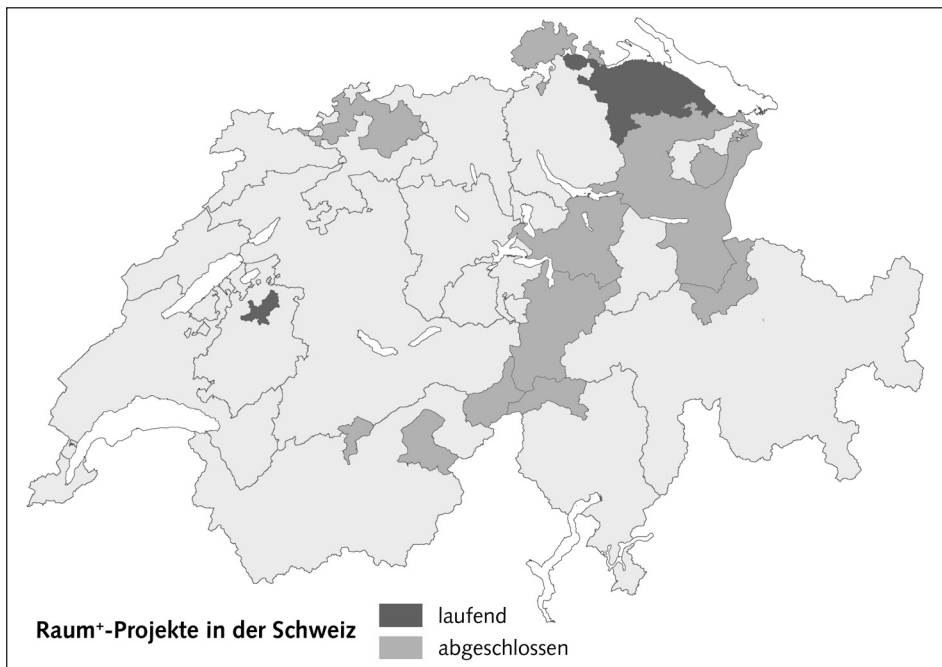 Raum⁺-Projekte in der Schweiz
laufend
abgeschlossen